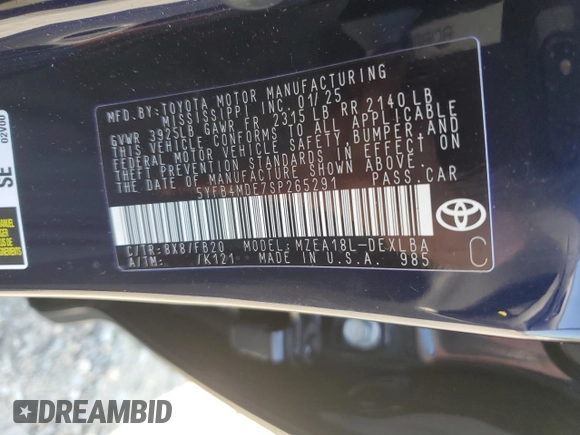 MFD.BY:TOYOTA MOTOR MANUFACTURING
MISSISSIPPI, INC. 01/25
GVWR 3925LB GAWR FR 2315 LB RR 2140LB
THIS VEHICLE CONFORMS TO ALL APPLICABLE
FEDERAL MOTOR VEHICLE SAFETY, BUMPER, AND
THEFT PREVENTION STANDARDS IN EFFECT ON
THE DATE OF MANUFACTURE SHOWN ABOVE.
5YFB4MDE7SP265291 PASS.CAR
C/TR:8X8/FB20 MODEL:MZEA18L-DEXLBA
A/TM: /K121 MADE IN U.S.A. 985
C
SE
DREAMBID